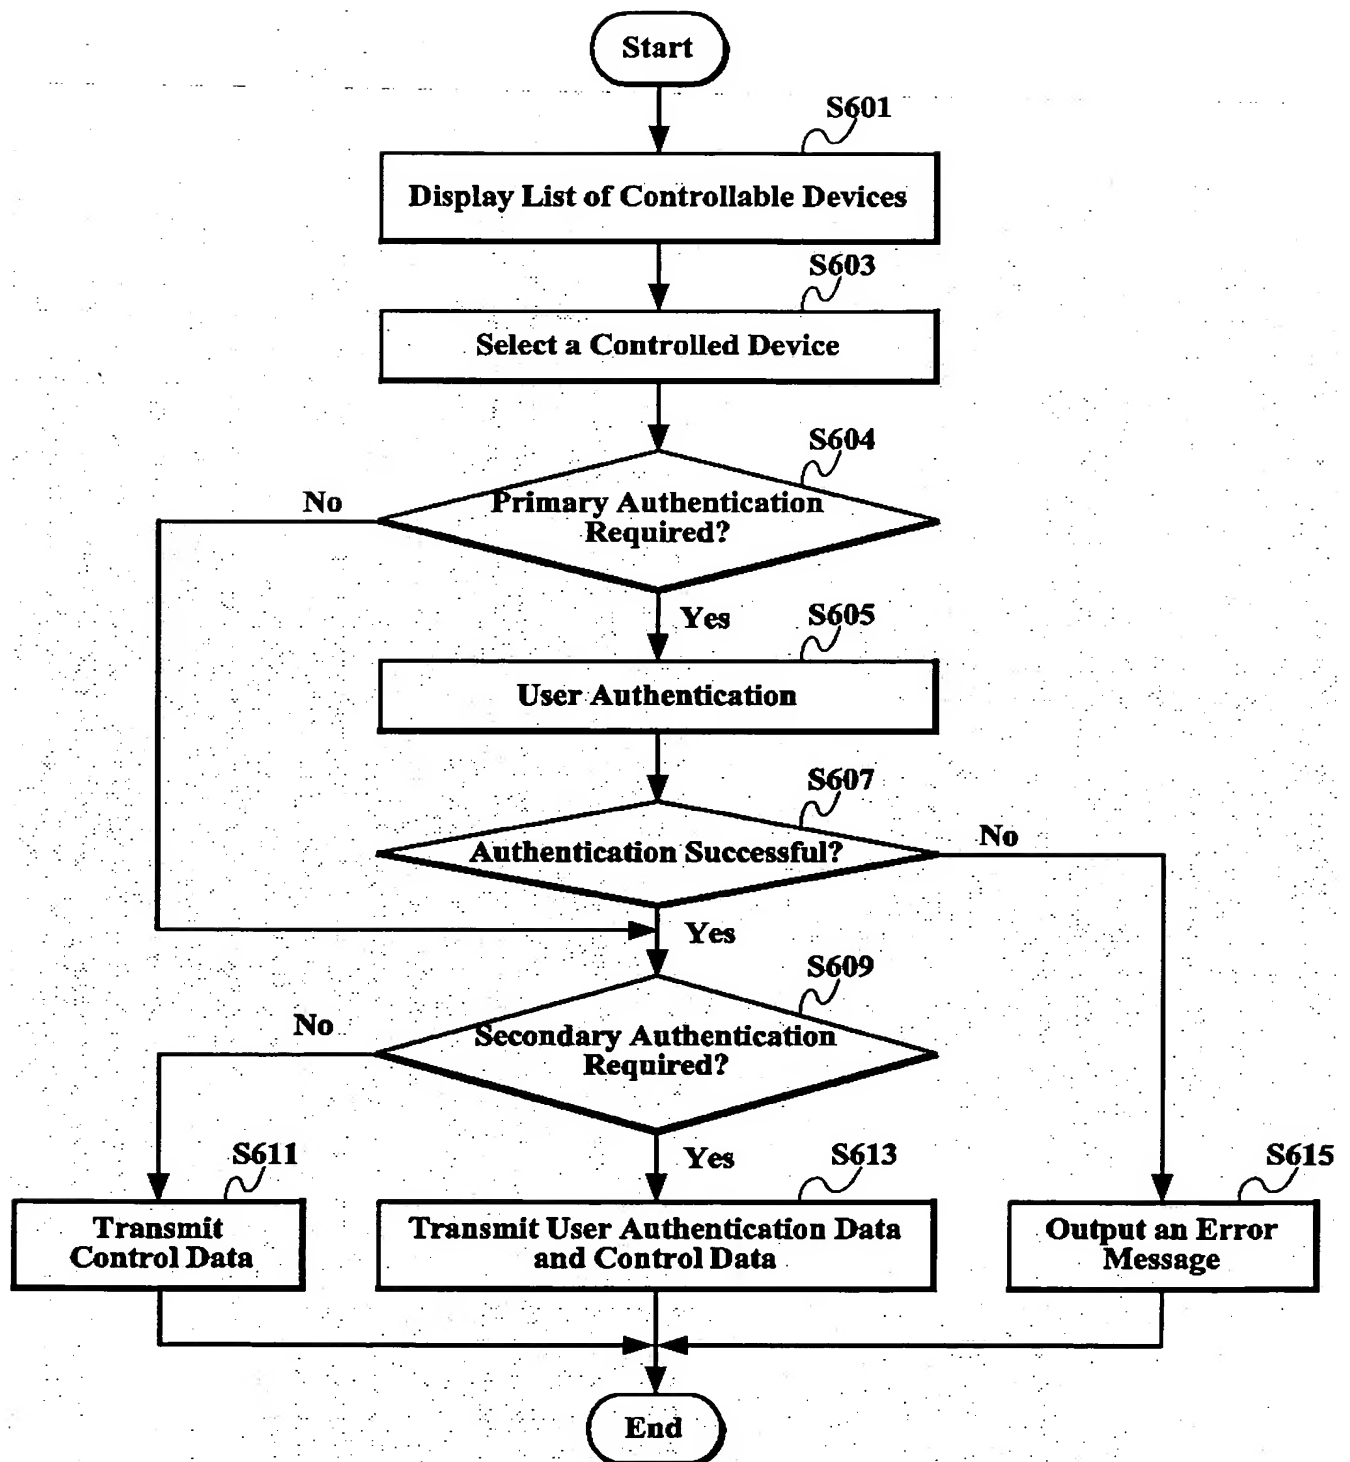 Start
S601
Display List of Controllable Devices
S603
Select a Controlled Device
S604
No
Primary Authentication
Required?
Yes
S605
User Authentication
S607
No
Authentication Successful?
Yes
S609
No
Secondary Authentication
Required?
Yes
S611
S613
S615
Transmit
Control Data
Transmit User Authentication Data
and Control Data
Output an Error
Message
End